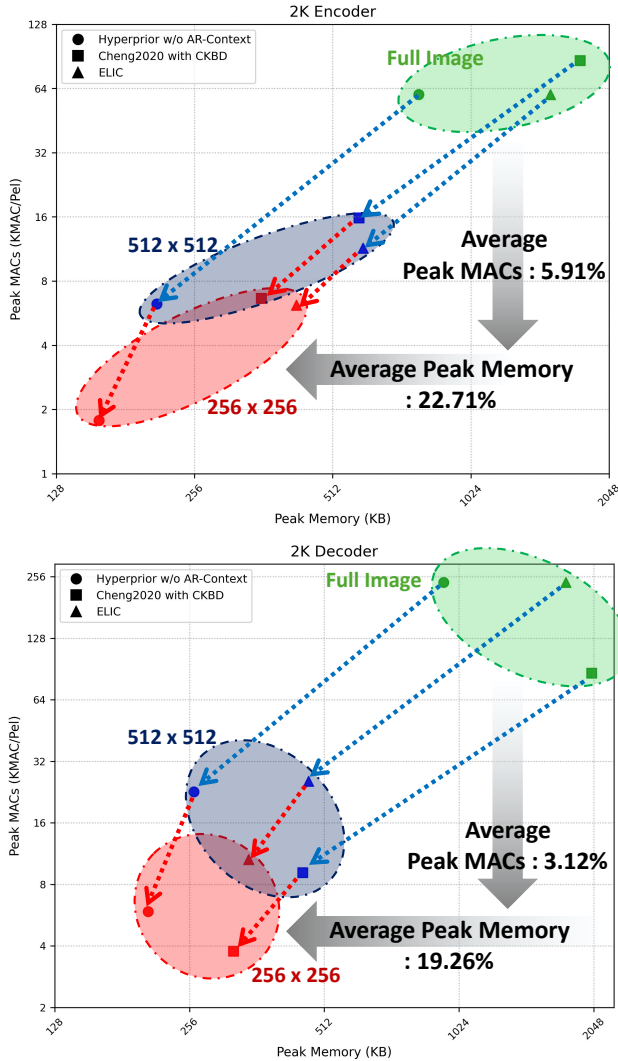 2K Encoder
128
64
32
16
8
4
2
1
Peak MACs (KMAC/Pel)
Hyperprior w/o AR-Context
Cheng2020 with CKBD
ELIC
Full Image
512 x 512
Average
Peak MACs : 5.91%
Average Peak Memory
: 22.71%
256 x 256
128
256
512
1024
2048
Peak Memory (KB)
2K Decoder
256
128
64
32
16
8
4
2
Peak MACs (KMAC/Pel)
Hyperprior w/o AR-Context
Cheng2020 with CKBD
ELIC
Full Image
512 x 512
Average
Peak MACs : 3.12%
Average Peak Memory
: 19.26%
256 x 256
128
256
512
1024
2048
Peak Memory (KB)